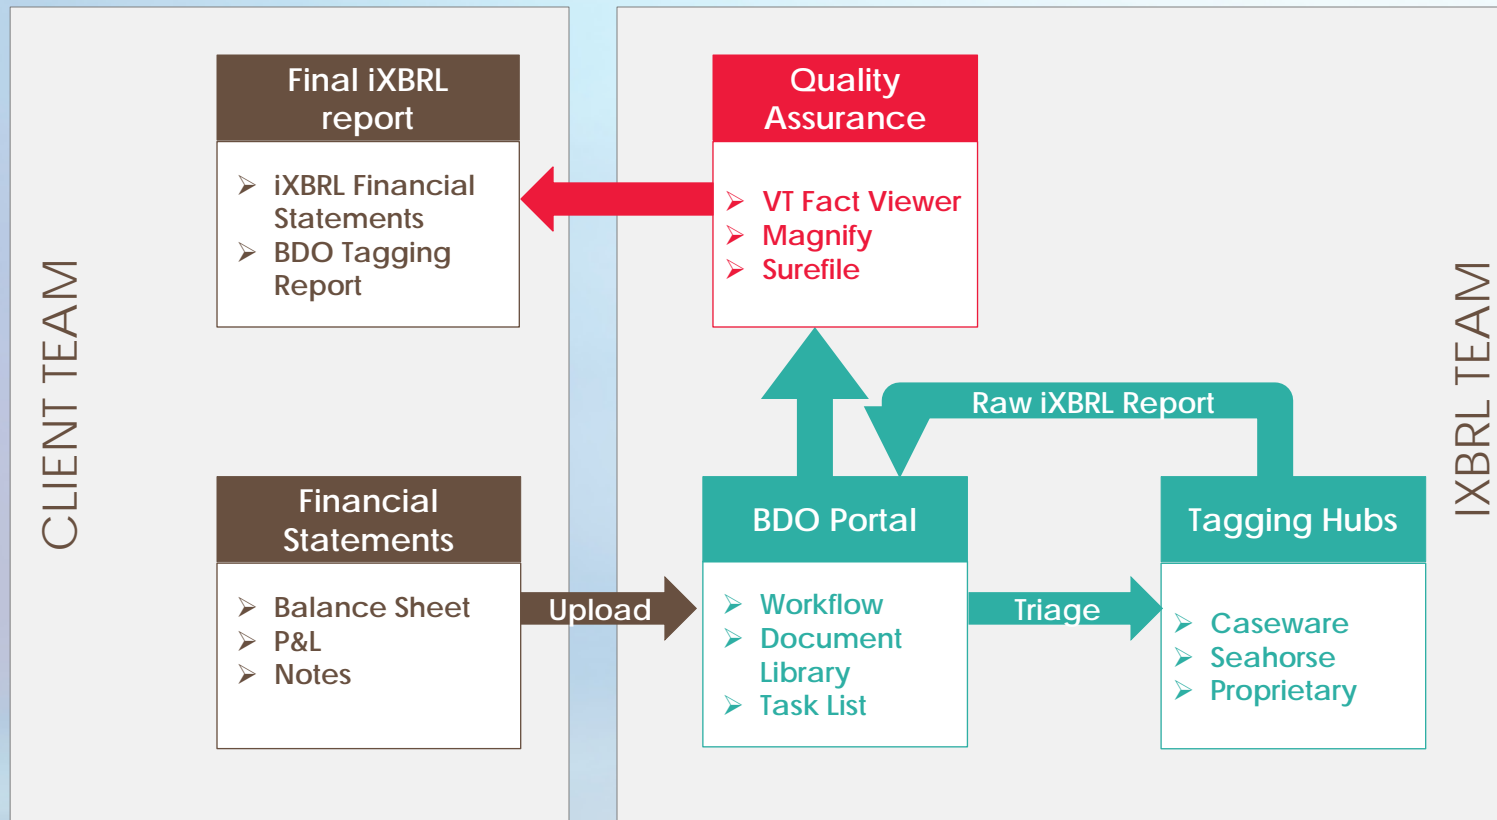 CLIENT TEAM
Final iXBRL
report
➢ iXBRL Financial
Statements
➢ BDO Tagging
Report
Quality
Assurance
➢ VT Fact Viewer
➢ Magnify
➢ Surefile
Raw iXBRL Report
Financial
Statements
➢ Balance Sheet
➢ P&L
➢ Notes
Upload
BDO Portal
➢ Workflow
➢ Document
Library
➢ Task List
Triage
Tagging Hubs
➢ Caseware
➢ Seahorse
➢ Proprietary
IXBRL TEAM